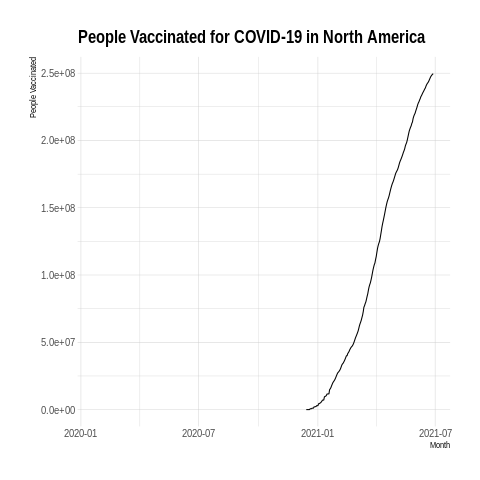 People Vaccinated for COVID-19 in North America
People Vaccinated
2.5e+08
2.0e+08
1.5e+08
1.0e+08
5.0e+07
0.0e+00
2020-01 2020-07 2021-01 2021-07
Month